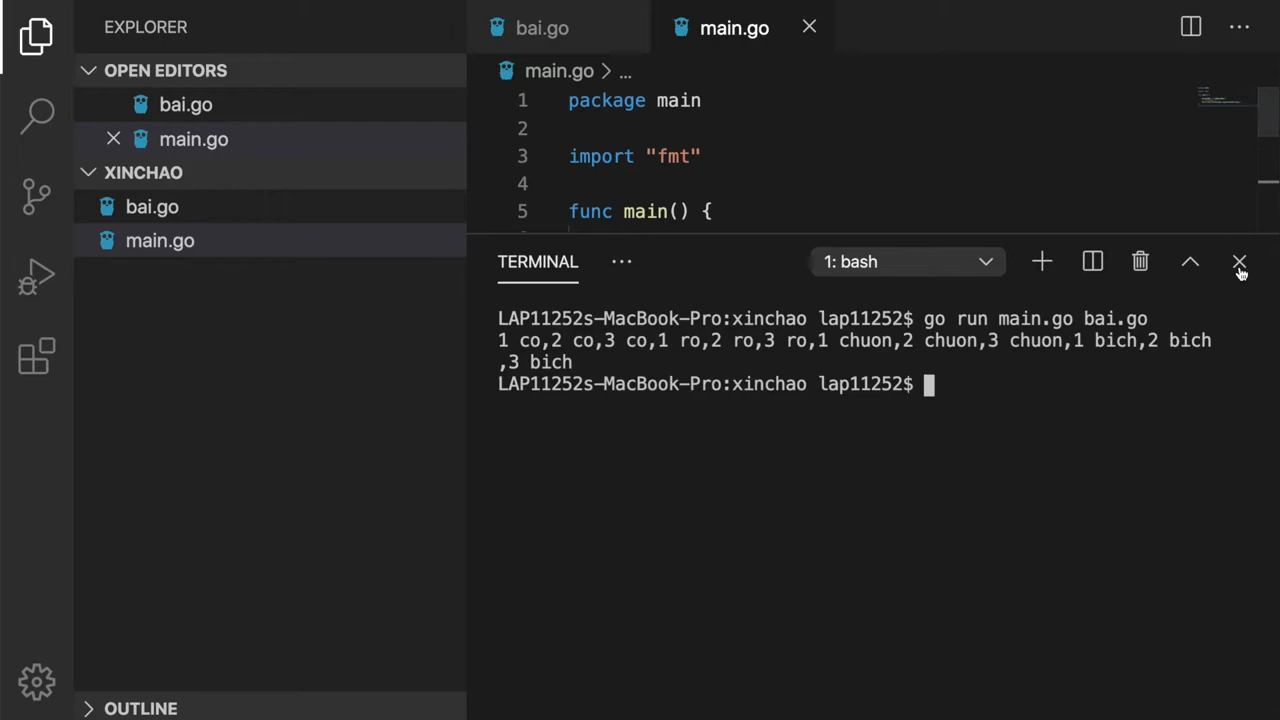 EXPLORER
OPEN EDITORS
bai.go
main.go
XINCHAO
bai.go
main.go
OUTLINE
bai.go
main.go
main.go > ...
1 package main
2
3 import "fmt"
4
5 func main() {
TERMINAL
1: bash
LAP11252s-MacBook-Pro:xinchao lap11252$ go run main.go bai.go
1 co,2 co,3 co,1 ro,2 ro,3 ro,1 chuon,2 chuon,3 chuon,1 bich,2 bich
,3 bich
LAP11252s-MacBook-Pro:xinchao lap11252$